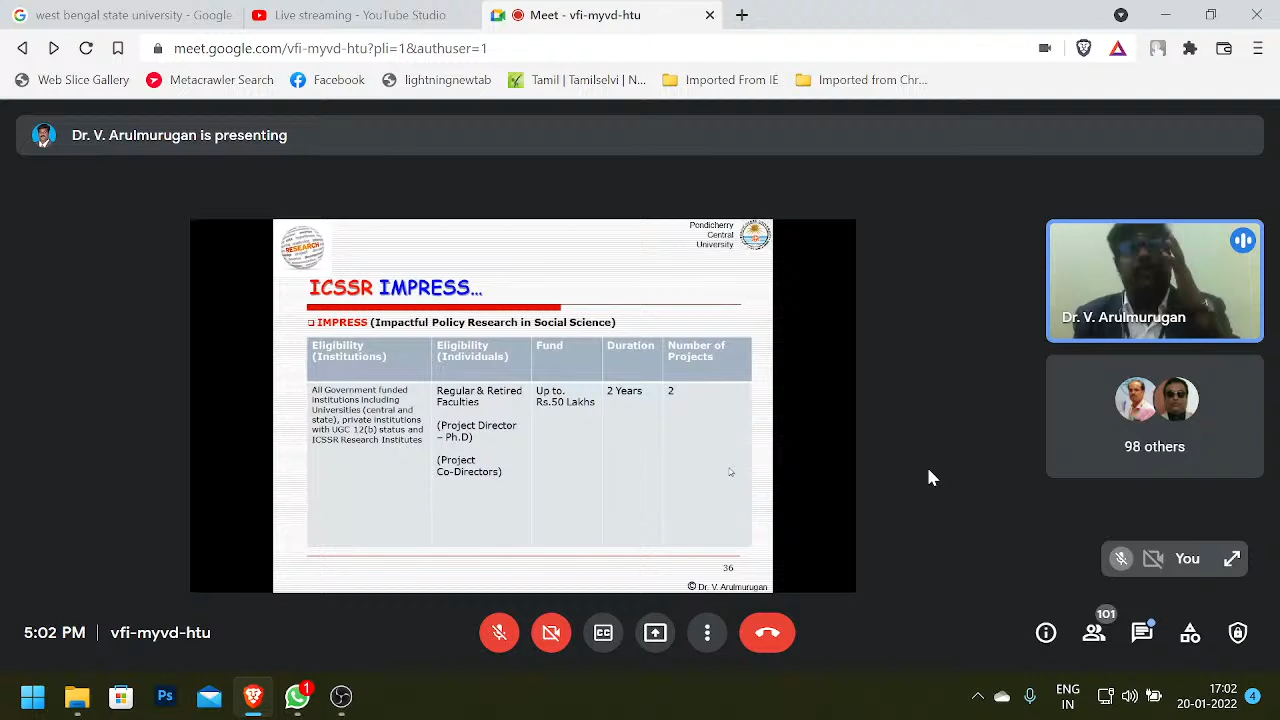 west bengal state university - Google
Live streaming - YouTube Studio
Meet - vfi-myvd-htu
meet.google.com/vfi-myvd-htu?pli=1&authuser=1
Web Slice Gallery
Metacrawler Search
Facebook
lightningnewtab
Tamil | Tamilselvi | N...
Imported From IE
Imported from Chr...
Dr. V. Arulmurugan is presenting
RESEARCH
Pondicherry
Central
University
ICSSR IMPRESS...
IMPRESS (Impactful Policy Research in Social Science)
Eligibility
(Institutions)
Eligibility
(Individuals)
Fund
Duration
Number of
Projects
All Government funded
institutions including
Universities (central and
state), private institutions
with UGC 12(b) status and
ICSSR Research Institutes
Regular & Retired
Faculties
(Project Director
– Ph.D)
(Project
Co-Directors)
Up to.
Rs.50 Lakhs
2 Years
2
36
© Dr. V. Arulmurugan
Dr. V. Arulmurugan
98 others
You
5:02 PM | vfi-myvd-htu
101
Ps
1
ENG
IN
17:02
20-01-2022
4